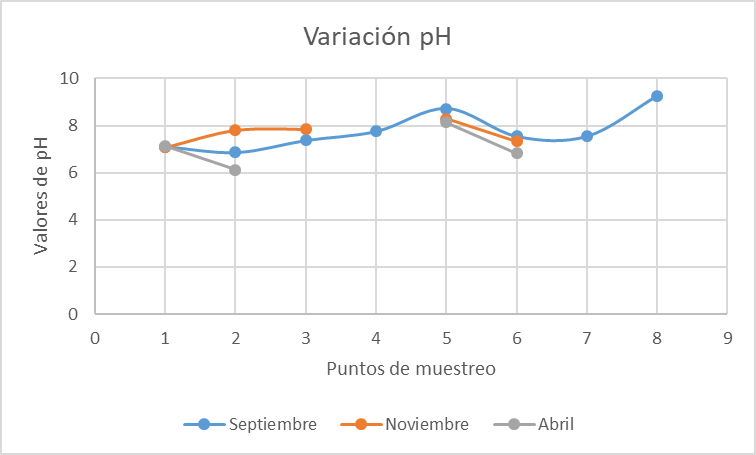 Variación pH
Valores de pH
10
8
6
4
2
0
0 1 2 3 4 5 6 7 8 9
Puntos de muestreo
Septiembre Noviembre Abril